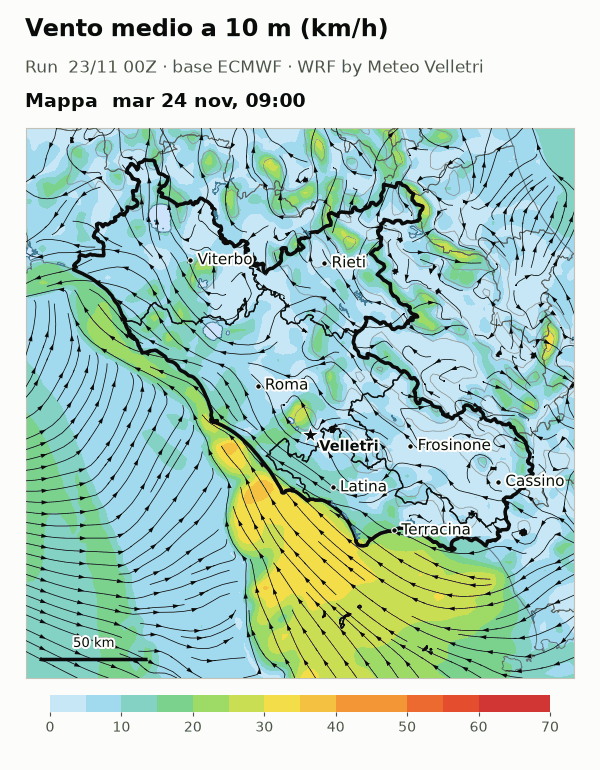 Vento medio a 10 m (km/h)
Run 23/11 00Z · base ECMWF · WRF by Meteo Velletri
Mappa mar 24 nov, 09:00
Viterbo
Rieti
Roma
Velletri
Frosinone
Cassino
Latina
Terracina
50 km
0 10 20 30 40 50 60 70